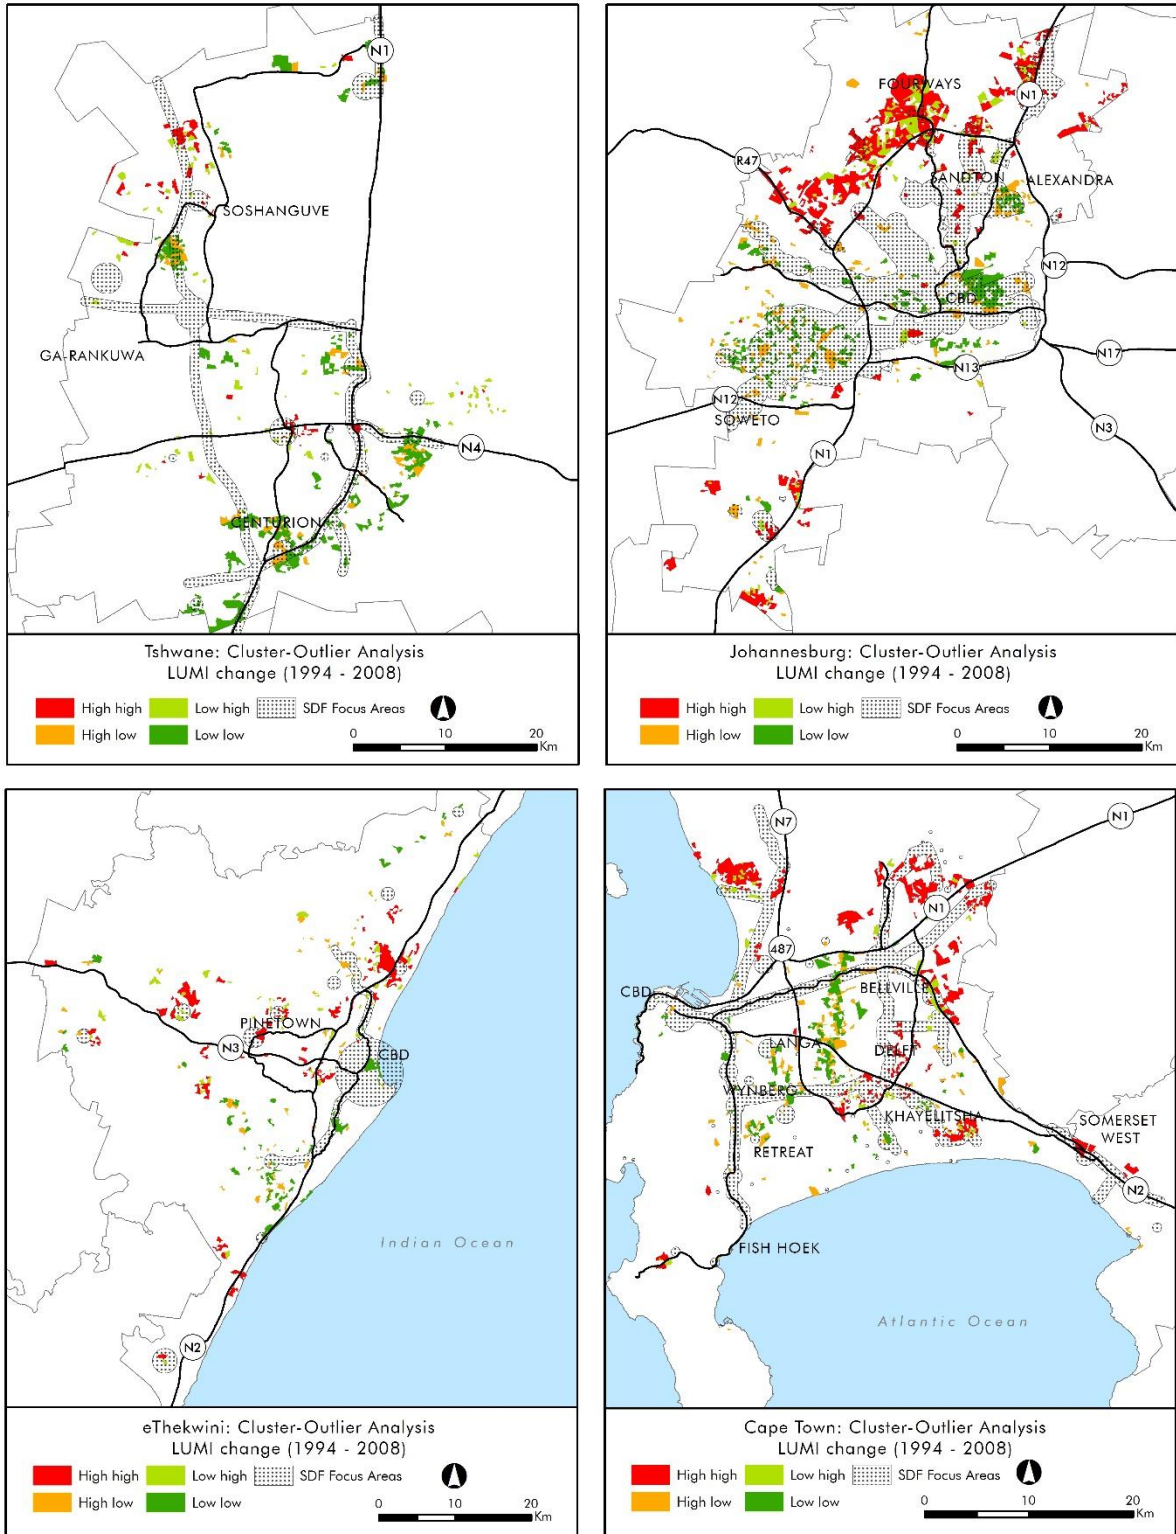 N1
SOSHANGUVE
GA-RANKUWA
N4
CENTURION
Tshwane: Cluster-Outlier Analysis
LUMI change (1994 - 2008)
High high Low high SDF Focus Areas
High low Low low
0 10 20
Km
FOURWAYS
N1
R47
SANDTON
ALEXANDRA
N12
CBD
N17
N13
N12
SOWETO
N3
N1
Johannesburg: Cluster-Outlier Analysis
LUMI change (1994 - 2008)
High high Low high SDF Focus Areas
High low Low low
0 10 20
Km
PINETOWN
N3
CBD
Indian Ocean
N2
eThekwini: Cluster-Outlier Analysis
LUMI change (1994 - 2008)
High high Low high SDF Focus Areas
High low Low low
0 10 20
Km
N7
N1
N1
487
CBD
BELLVILLE
LANGA
DELFT
WYNBERG
KHAYELITSHA
SOMERSET
WEST
RETREAT
N2
FISH HOEK
Atlantic Ocean
Cape Town: Cluster-Outlier Analysis
LUMI change (1994 - 2008)
High high Low high SDF Focus Areas
High low Low low
0 10 20
Km